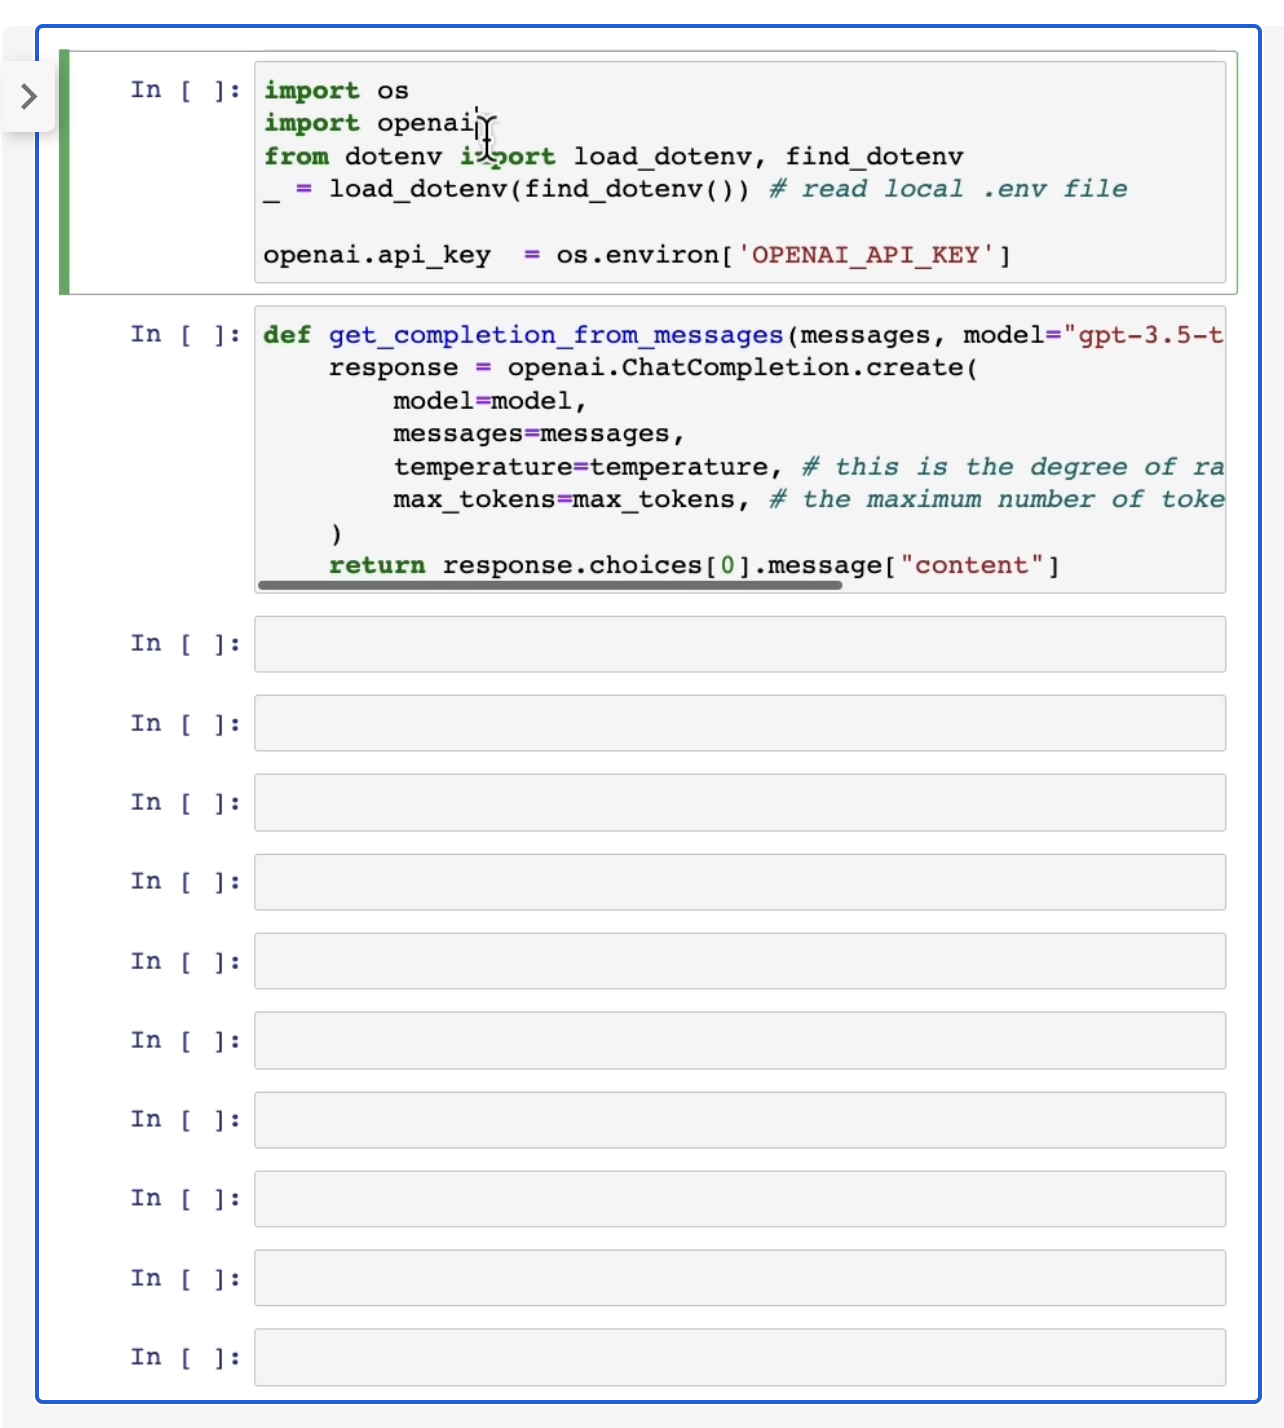 In [ ]:
import os
import openai
from dotenv import load_dotenv, find_dotenv
_ = load_dotenv(find_dotenv()) # read local .env file
openai.api_key  = os.environ['OPENAI_API_KEY']
In [ ]:
def get_completion_from_messages(messages, model="gpt-3.5-t
    response = openai.ChatCompletion.create(
        model=model,
        messages=messages,
        temperature=temperature, # this is the degree of ra
        max_tokens=max_tokens, # the maximum number of toke
    )
    return response.choices[0].message["content"]
In [ ]:
In [ ]:
In [ ]:
In [ ]:
In [ ]:
In [ ]:
In [ ]:
In [ ]:
In [ ]:
In [ ]: